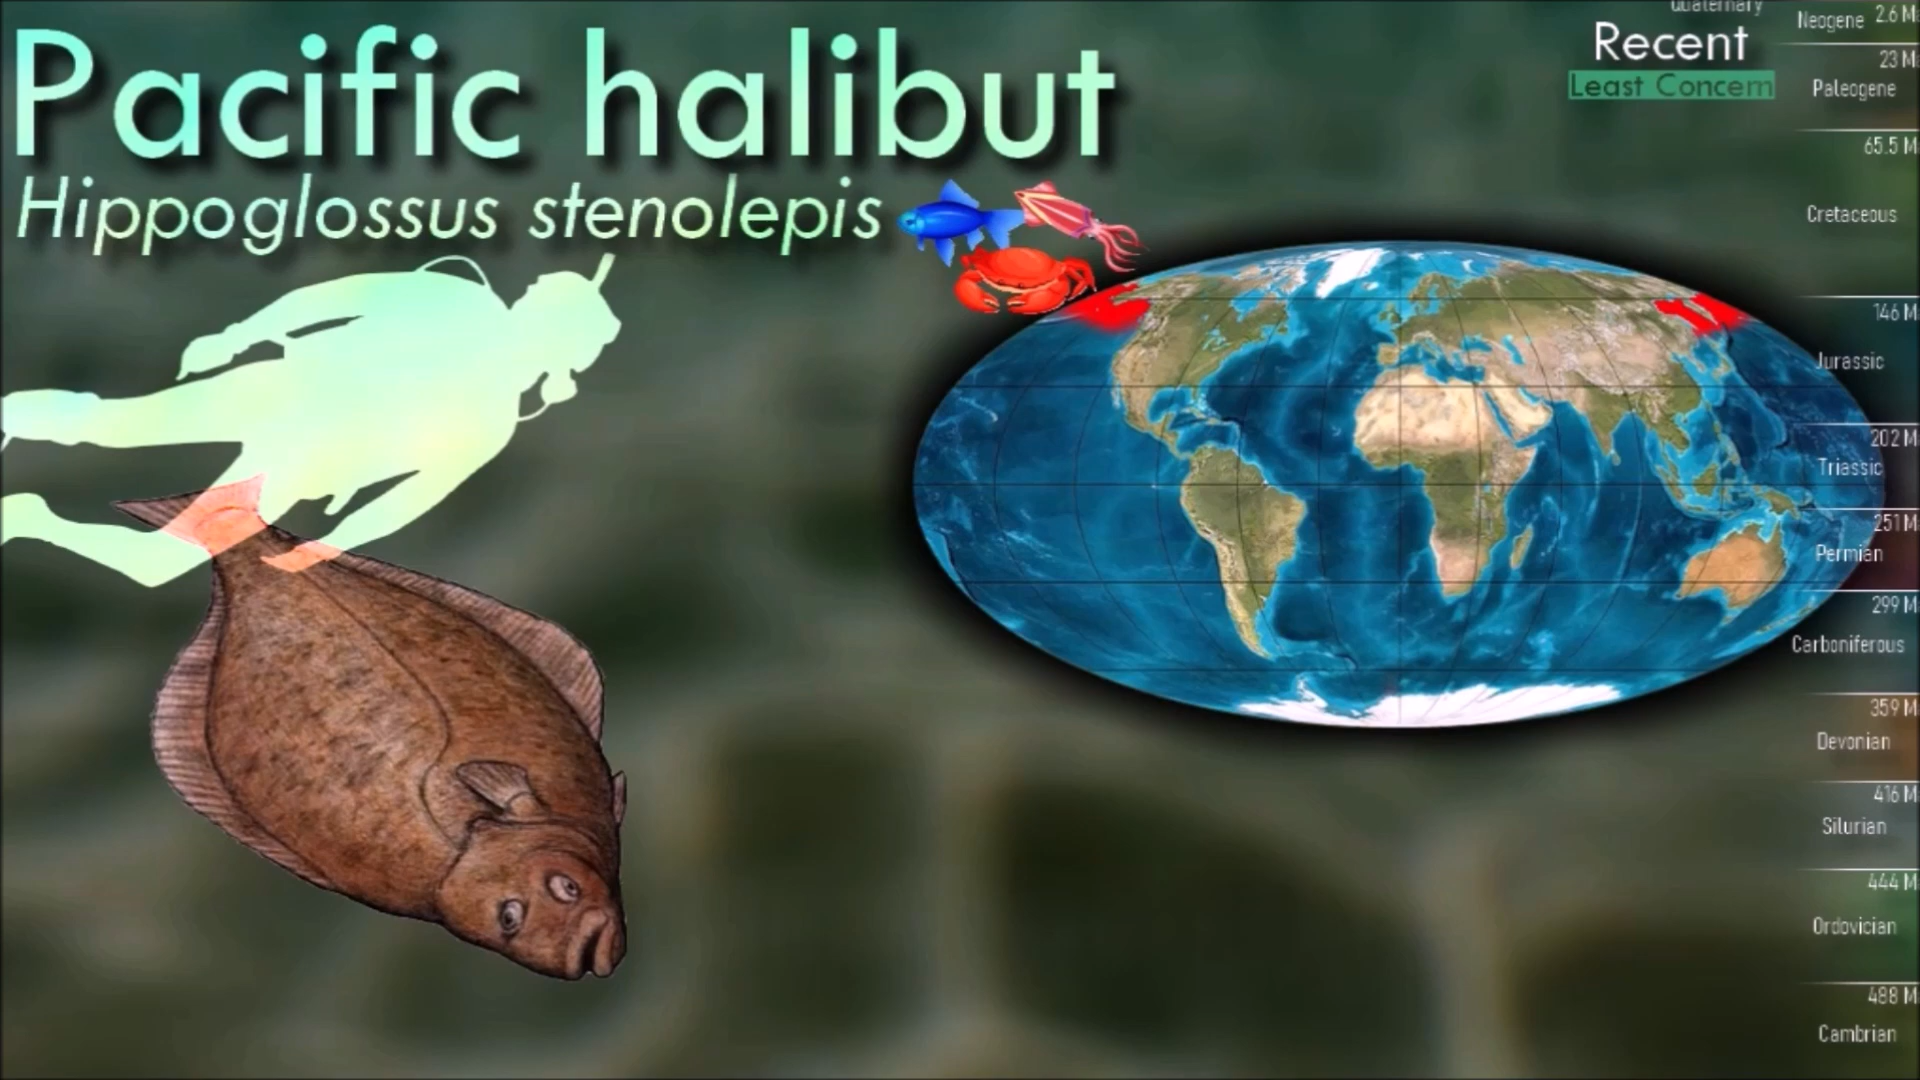 Pacific halibut
Hippoglossus stenolepis
Quaternary
Recent
Least Concern
Neogene
2.6 M
23 M
Paleogene
65.5 M
Cretaceous
146 M
Jurassic
202 M
Triassic
251 M
Permian
299 M
Carboniferous
359 M
Devonian
416 M
Silurian
444 M
Ordovician
488 M
Cambrian